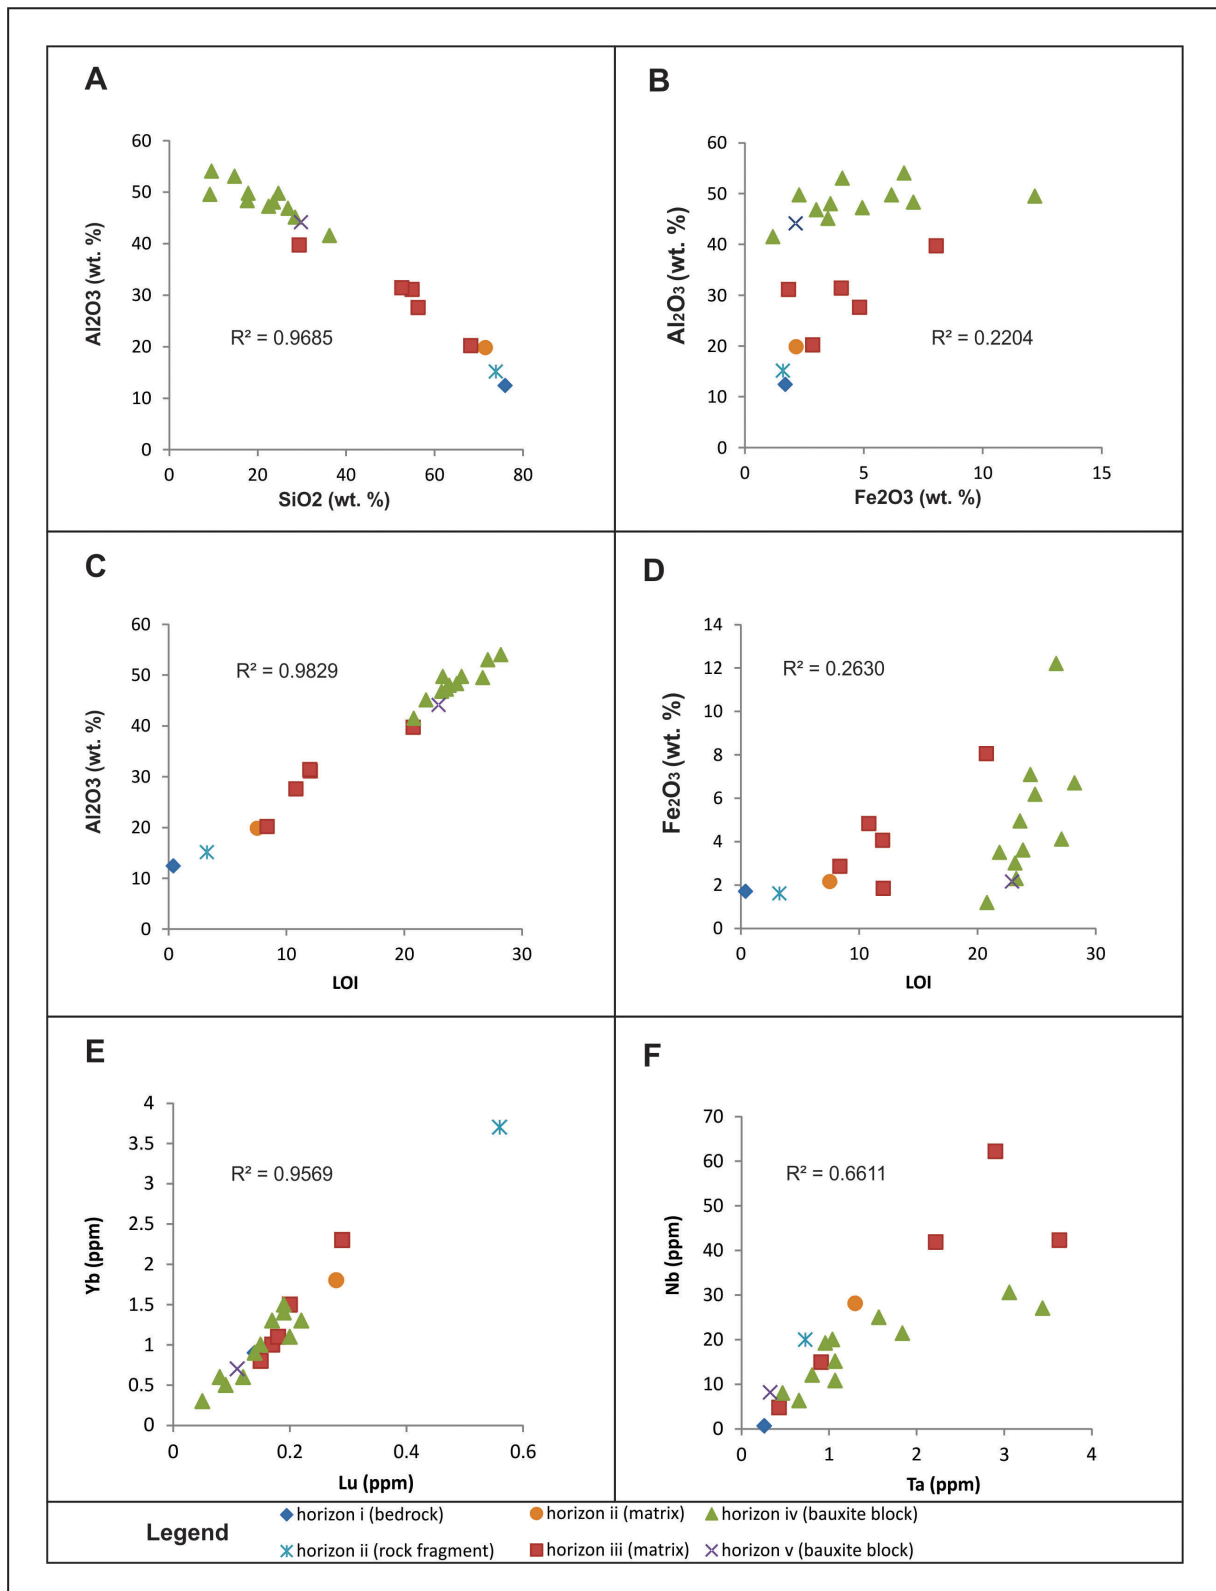 A
60
50
40
30
20
10
0
Al2O3 (wt. %)
R² = 0.9685
0 20 40 60 80
SiO2 (wt. %)
B
60
50
40
30
20
10
0
Al₂O₃ (wt. %)
R² = 0.2204
0 5 10 15
Fe2O3 (wt. %)
C
60
50
40
30
20
10
0
Al2O3 (wt. %)
R² = 0.9829
0 10 20 30
LOI
D
14
12
10
8
6
4
2
0
Fe₂O₃ (wt. %)
R² = 0.2630
0 10 20 30
LOI
E
4
3.5
3
2.5
2
1.5
1
0.5
0
Yb (ppm)
R² = 0.9569
0 0.2 0.4 0.6
Lu (ppm)
F
70
60
50
40
30
20
10
0
Nb (ppm)
R² = 0.6611
0 1 2 3 4
Ta (ppm)
Legend
horizon i (bedrock) horizon ii (matrix) horizon iv (bauxite block)
horizon ii (rock fragment) horizon iii (matrix) horizon v (bauxite block)